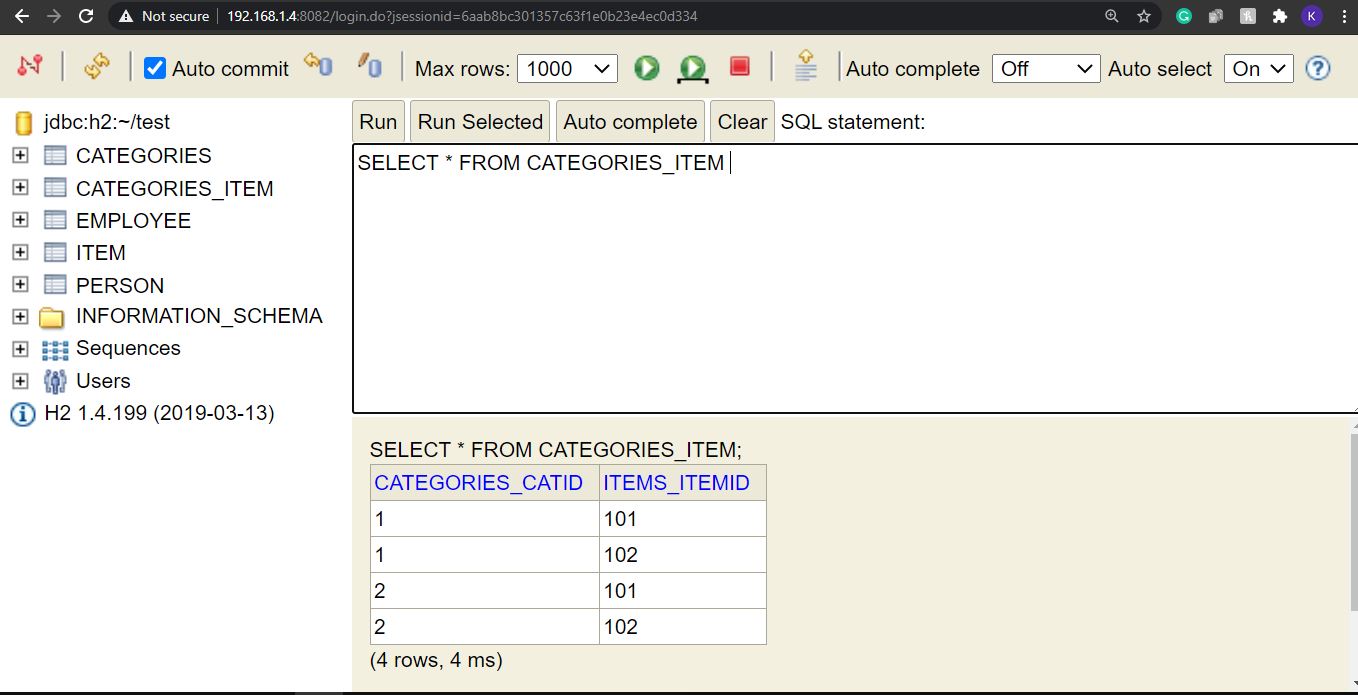 Not secure 192.168.1.4:8082/login.do?jsessionid=6aab8bc301357c63f1e0b23e4ec0d334 K
Auto commit Max rows: 1000 Auto complete Off Auto select On
jdbc:h2:~/test
CATEGORIES
CATEGORIES_ITEM
EMPLOYEE
ITEM
PERSON
INFORMATION_SCHEMA
Sequences
Users
H2 1.4.199 (2019-03-13)
Run Run Selected Auto complete Clear SQL statement:
SELECT * FROM CATEGORIES_ITEM
SELECT * FROM CATEGORIES_ITEM;
CATEGORIES_CATID ITEMS_ITEMID
1 101
1 102
2 101
2 102
(4 rows, 4 ms)